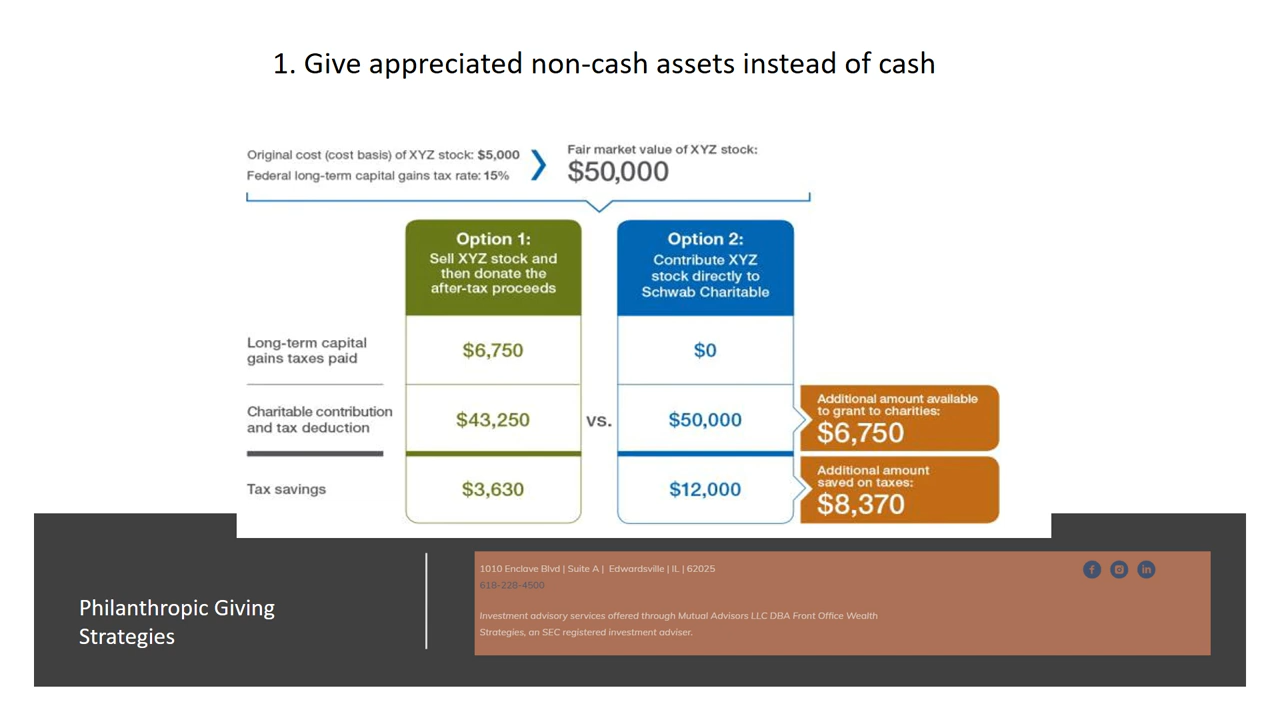 1. Give appreciated non-cash assets instead of cash
Original cost (cost basis) of XYZ stock: $5,000
Federal long-term capital gains tax rate: 15%
Fair market value of XYZ stock:
$50,000
Option 1:
Sell XYZ stock and
then donate the
after-tax proceeds
Option 2:
Contribute XYZ
stock directly to
Schwab Charitable
Long-term capital
gains taxes paid
$6,750
$0
Charitable contribution
and tax deduction
$43,250
vs.
$50,000
Additional amount available
to grant to charities:
$6,750
Tax savings
$3,630
$12,000
Additional amount
saved on taxes:
$8,370
Philanthropic Giving
Strategies
1010 Enclave Blvd | Suite A | Edwardsville | IL | 62025
618-228-4500
Investment advisory services offered through Mutual Advisors LLC DBA Front Office Wealth
Strategies, an SEC registered investment adviser.